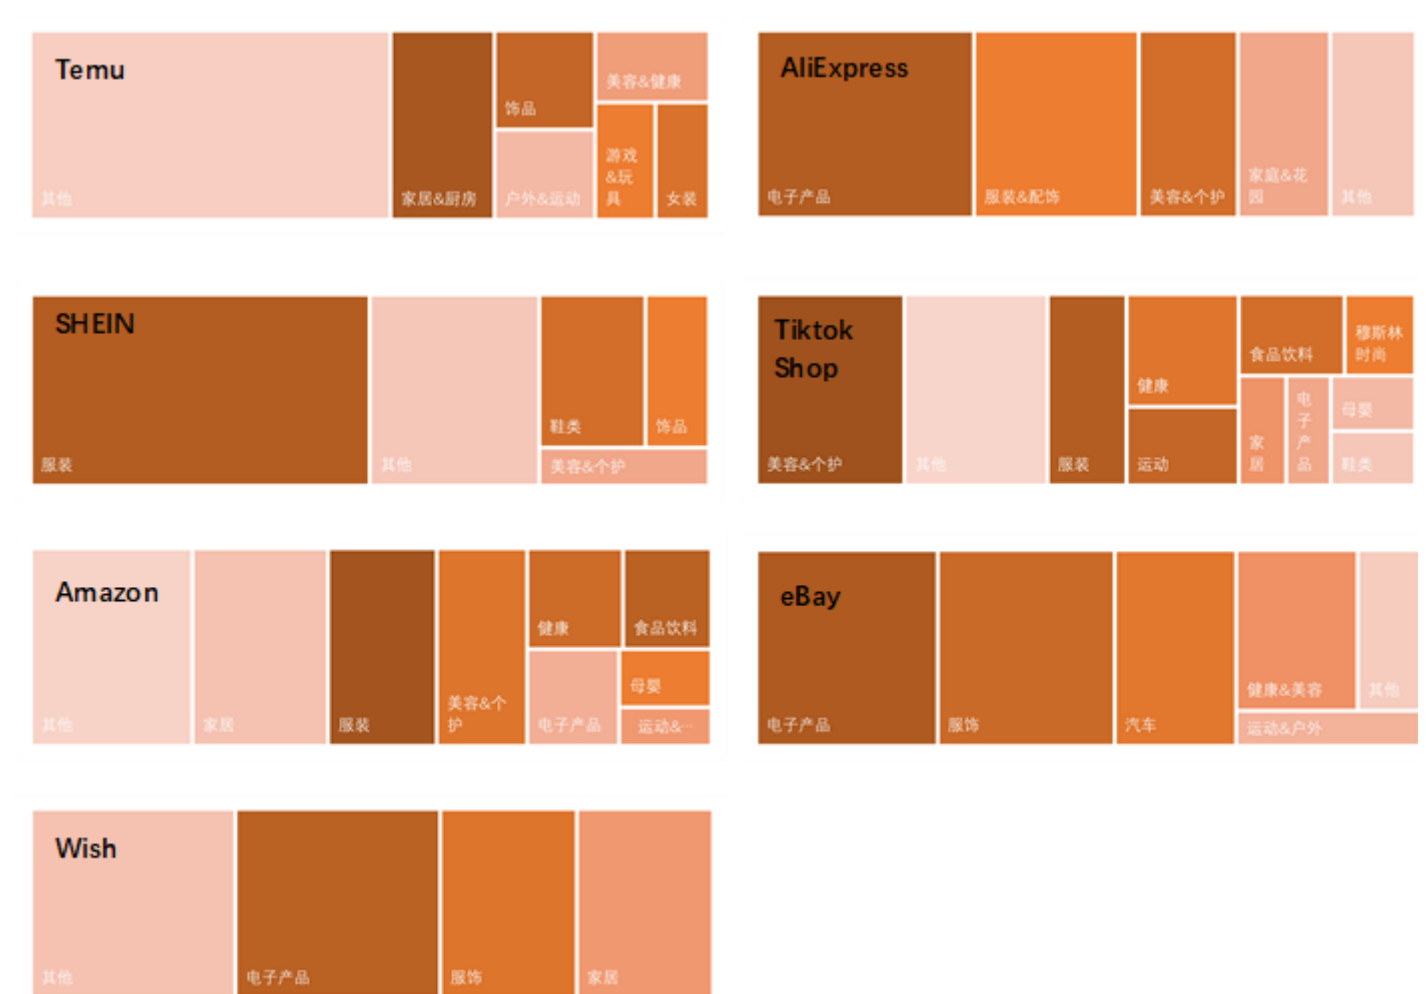 Temu
其他
家居&厨房
饰品
户外&运动
美容&健康
游戏
&玩
具
女装
AliExpress
电子产品
服装&配饰
美容&个护
家庭&花
园
其他
SHEIN
服装
其他
鞋类
饰品
美容&个护
Tiktok
Shop
美容&个护
其他
服装
健康
运动
食品饮料
穆斯林
时尚
家
居
电
子
产
品
母婴
鞋类
Amazon
其他
家居
服装
美容&个
护
健康
食品饮料
电子产品
母婴
运动&…
eBay
电子产品
服饰
汽车
健康&美容
其他
运动&户外
Wish
其他
电子产品
服饰
家居